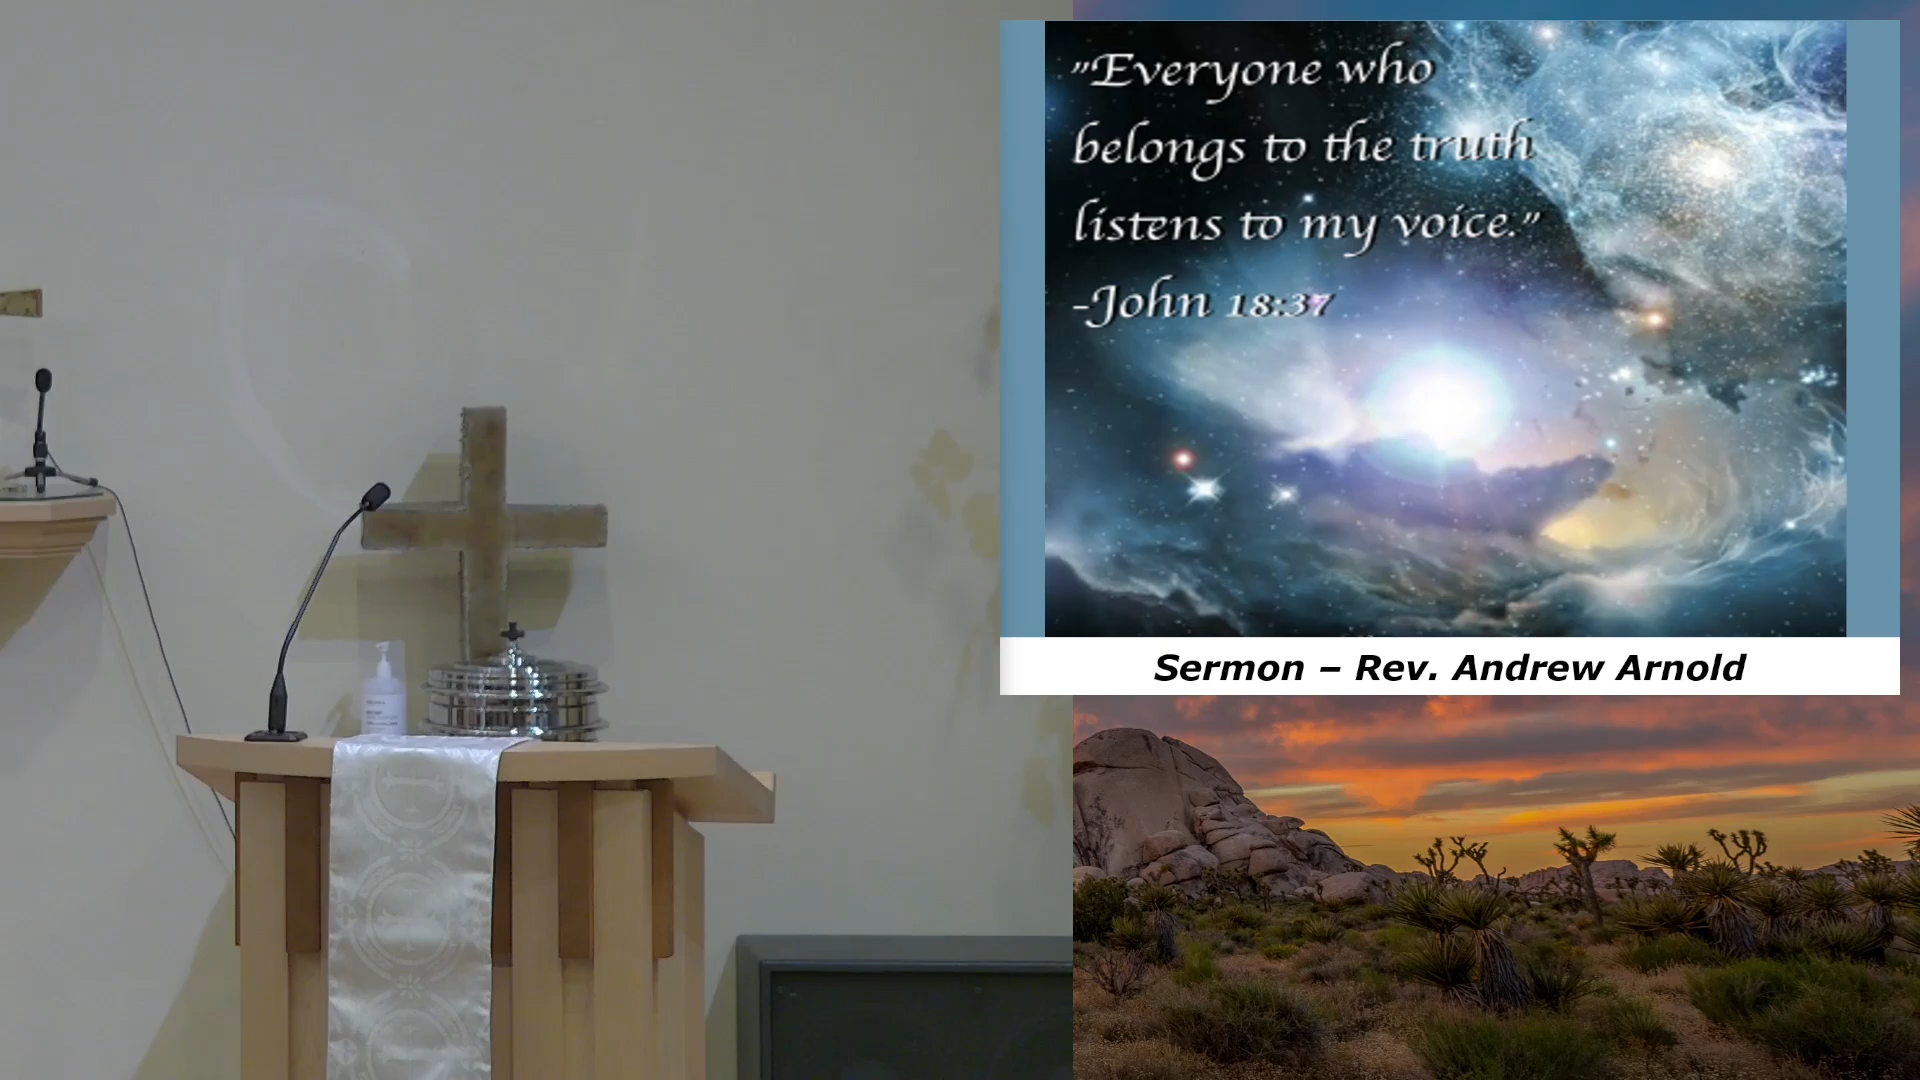 "Everyone who
belongs to the truth
listens to my voice."
-John 18:37
Sermon – Rev. Andrew Arnold